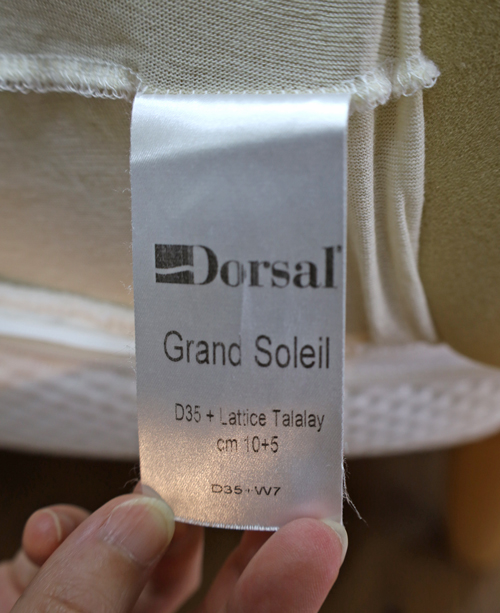 Dorsal
Grand Soleil
D35 + Lattice Talalay
cm 10+5
D35+W7